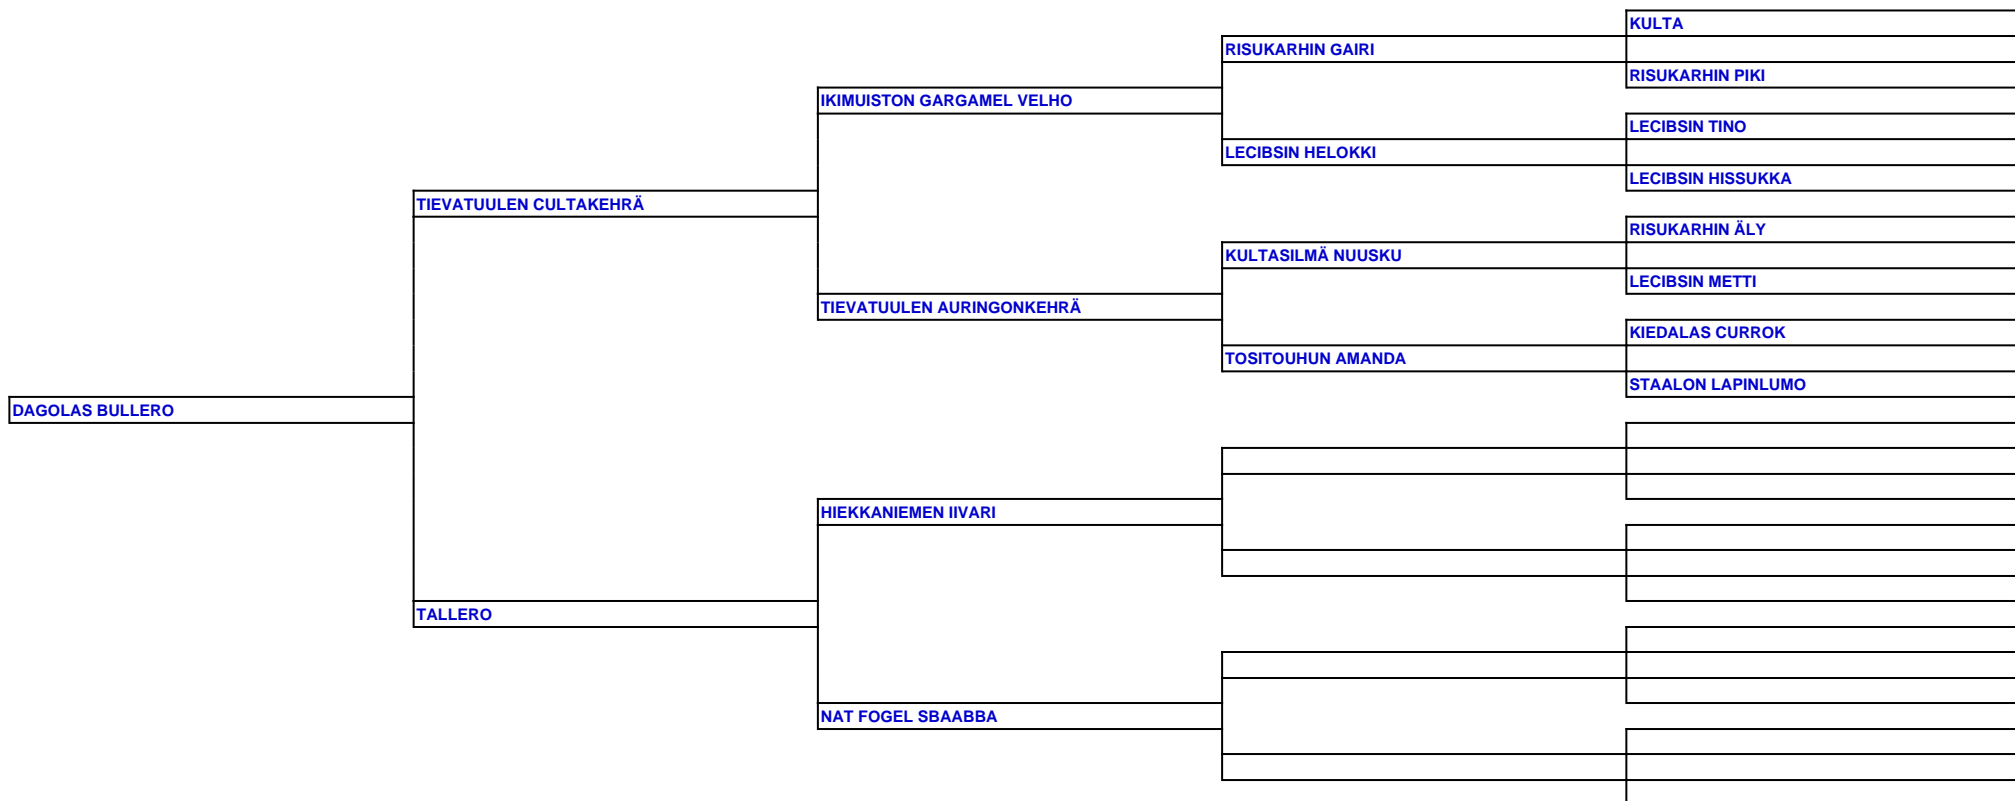 KULTA
RISUKARHIN GAIRI
RISUKARHIN PIKI
IKIMUISTON GARGAMEL VELHO
LECIBSIN TINO
LECIBSIN HELOKKI
LECIBSIN HISSUKKA
TIEVATUULEN CULTAKEHRÄ
RISUKARHIN ÄLY
KULTASILMÄ NUUSKU
LECIBSIN METTI
TIEVATUULEN AURINGONKEHRÄ
KIEDALAS CURROK
TOSITOUHUN AMANDA
STAALON LAPINLUMO
DAGOLAS BULLERO
HIEKKANIEMEN IIVARI
TALLERO
NAT FOGEL SBAABBA